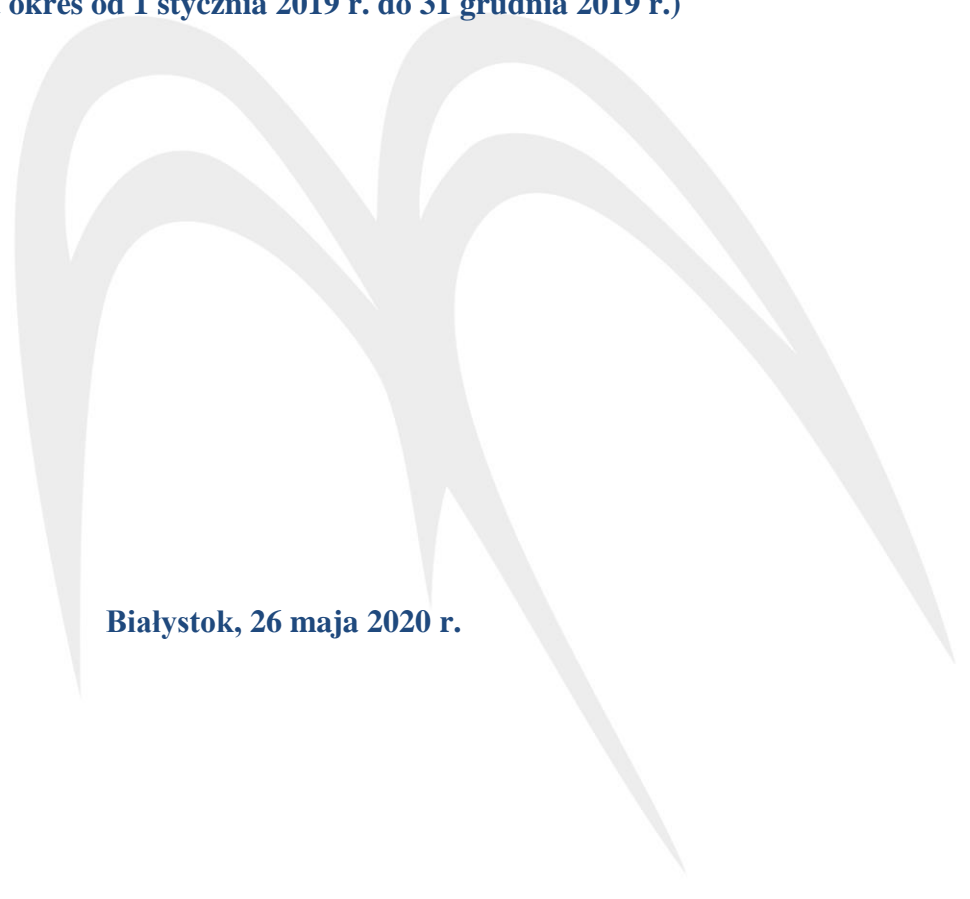 okres od 1 stycznia 2019 r. do 31 grudnia 2019 r.)
Białystok, 26 maja 2020 r.